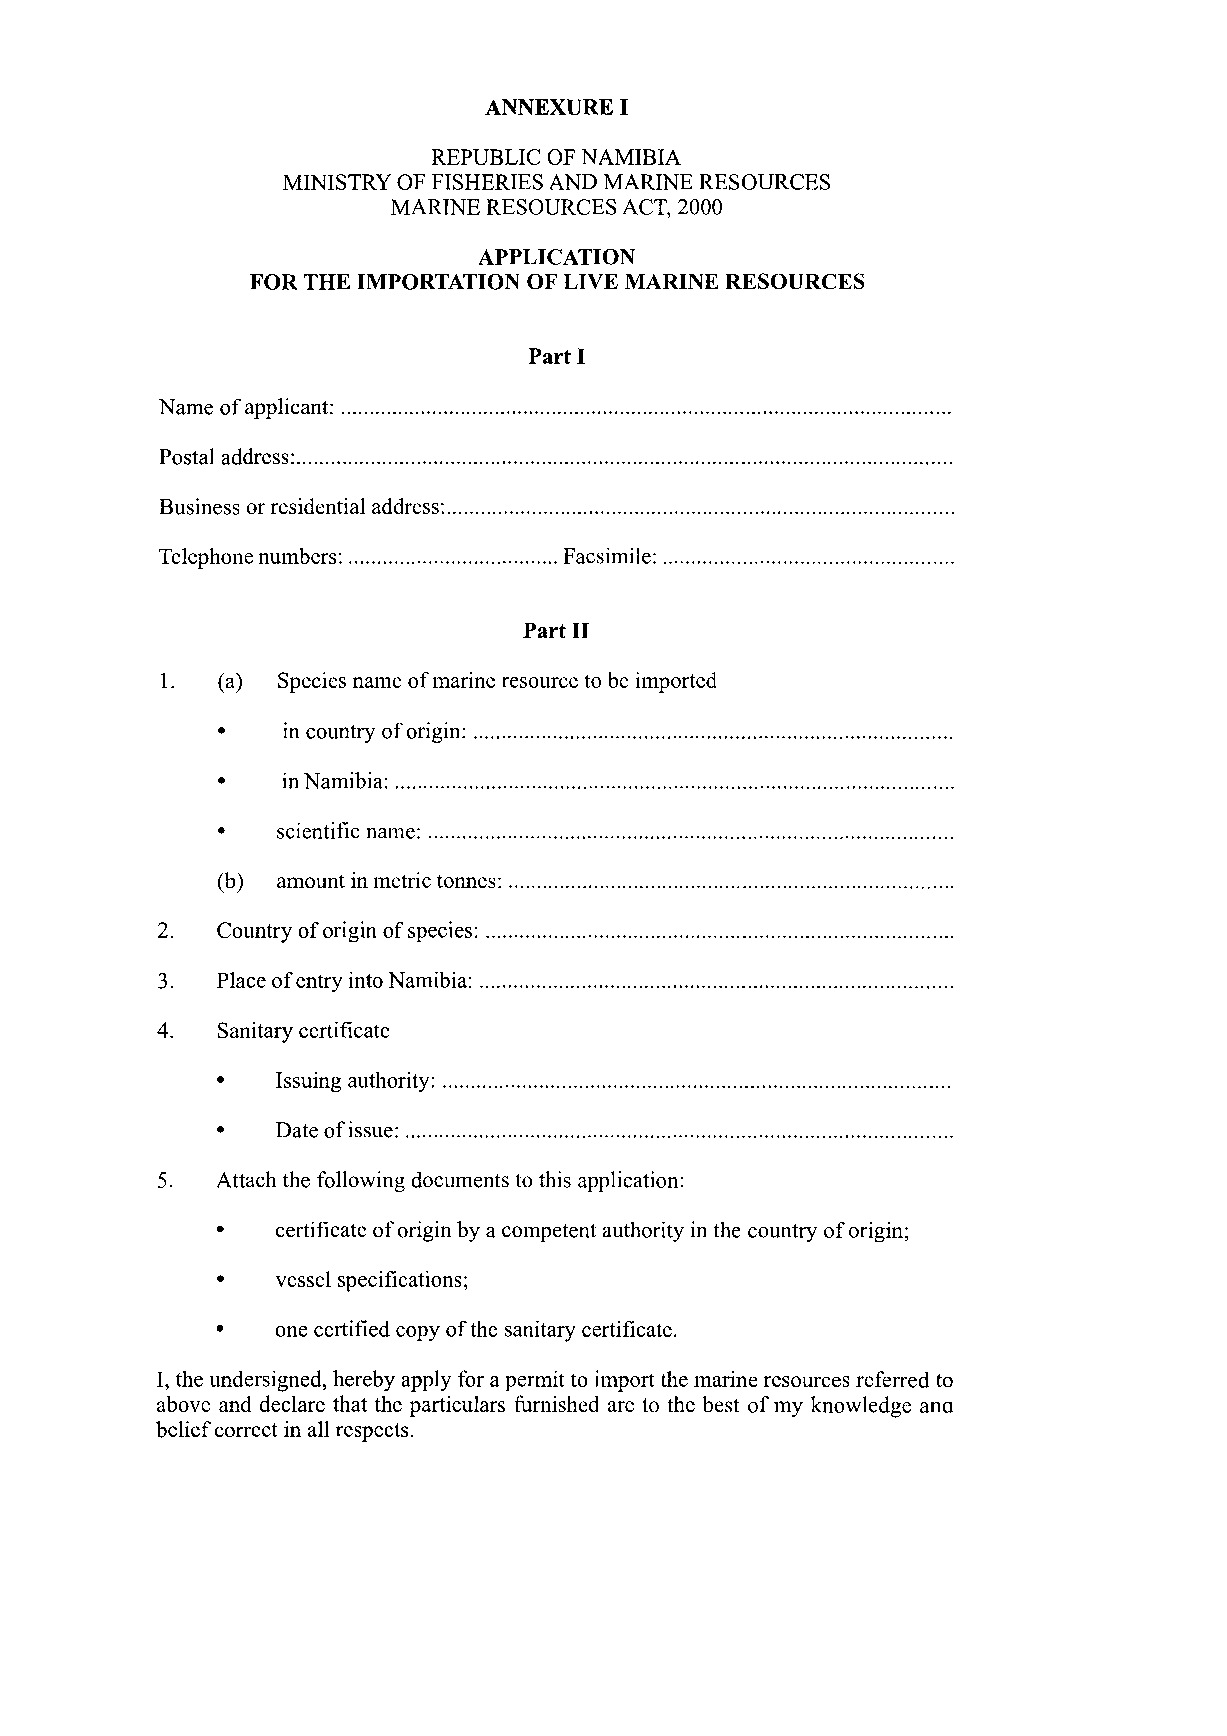 ANNEXURE I
REPUBLIC OF NAMIBIA
MINISTRY OF FISHERIES AND MARINE RESOURCES
MARINE RESOURCES ACT, 2000
APPLICATION
FOR THE IMPORTATION OF LIVE MARINE RESOURCES
Part I
Name of applicant: ............................................................
Postal address:............................................................
Business or residential address:............................................................
Telephone numbers: .................................... Facsimile: ....................................
Part II
1. (a) Species name of marine resource to be imported
• in country of origin: ............................................................
• in Namibia: ............................................................
• scientific name: ............................................................
(b) amount in metric tonnes: ............................................................
2. Country of origin of species: ............................................................
3. Place of entry into Namibia: ............................................................
4. Sanitary certificate
• Issuing authority: ............................................................
• Date of issue: ............................................................
5. Attach the following documents to this application:
• certificate of origin by a competent authority in the country of origin;
• vessel specifications;
• one certified copy of the sanitary certificate.
I, the undersigned, hereby apply for a permit to import the marine resources referred to
above and declare that the particulars furnished are to the best of my knowledge and
belief correct in all respects.